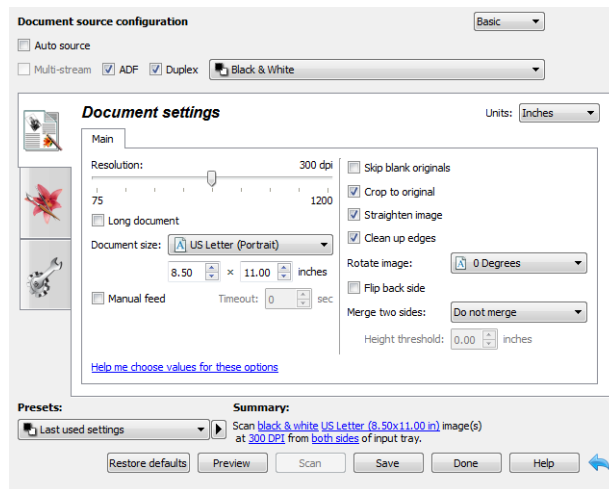 Document source configuration
Basic
Auto source
Multi-stream ADF Duplex Black & White
Document settings
Units: Inches
Main
Resolution: 300 dpi
75 1200
Long document
Document size: US Letter (Portrait)
8.50 × 11.00 inches
Manual feed Timeout: 0 sec
Help me choose values for these options
Skip blank originals
Crop to original
Straighten image
Clean up edges
Rotate image: 0 Degrees
Flip back side
Merge two sides: Do not merge
Height threshold: 0.00 inches
Presets:
Last used settings
Summary:
Scan black & white US Letter (8.50x11.00 in) image(s)
at 300 DPI from both sides of input tray.
Restore defaults Preview Scan Save Done Help